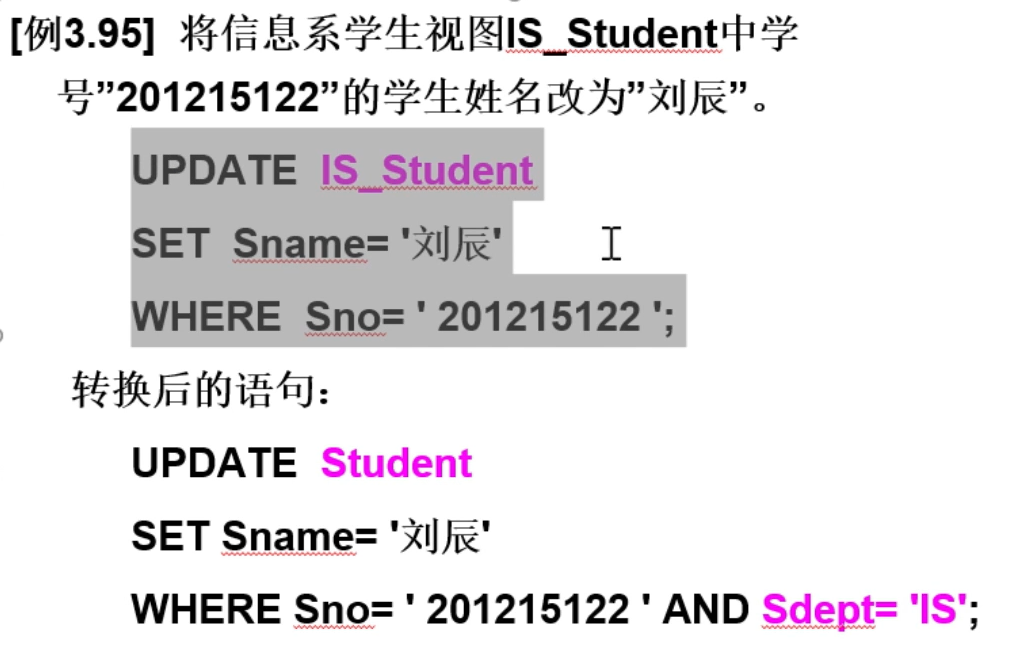 [例3.95] 将信息系学生视图IS_Student中学
号”201215122”的学生姓名改为”刘辰”。
UPDATE IS_Student
SET Sname= '刘辰'
WHERE Sno= ' 201215122 ';
转换后的语句：
UPDATE Student
SET Sname= '刘辰'
WHERE Sno= ' 201215122 ' AND Sdept= 'IS';